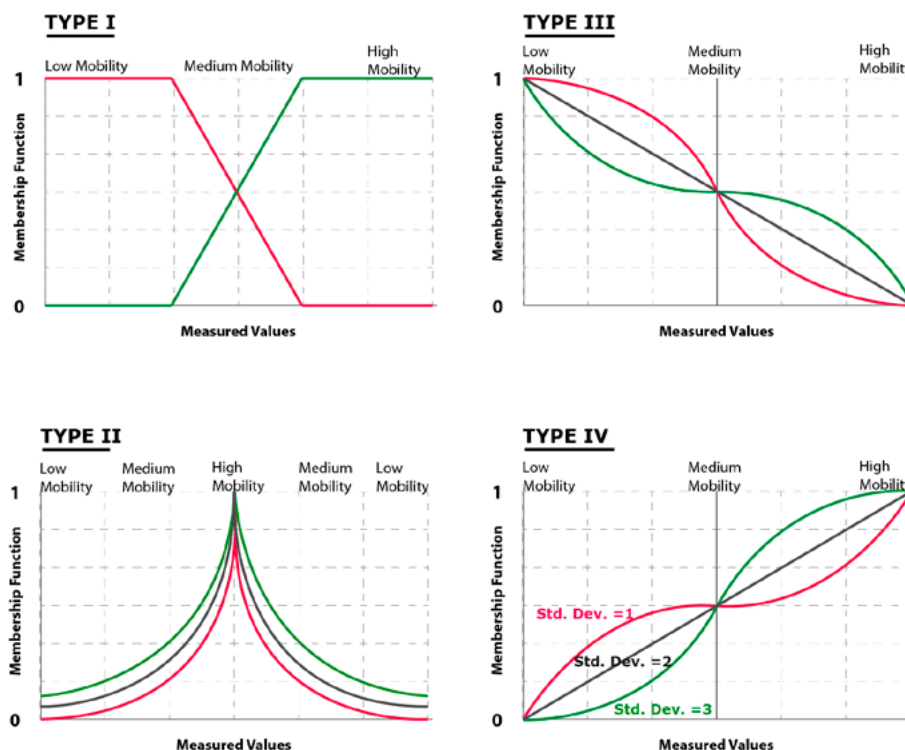 TYPE I
Low Mobility
Medium Mobility
High
Mobility
1
Membership Function
0
Measured Values
TYPE III
Low
Mobility
Medium
Mobility
High
Mobilit
1
Membership Function
0
Measured Values
TYPE II
Low
Mobility
Medium
Mobility
High
Mobility
Medium
Mobility
Low
Mobility
1
Membership Function
0
Measured Values
TYPE IV
Low
Mobility
Medium
Mobility
High
Mobilit
1
Membership Function
Std. Dev. =1
Std. Dev. =2
Std. Dev. =3
0
Measured Values